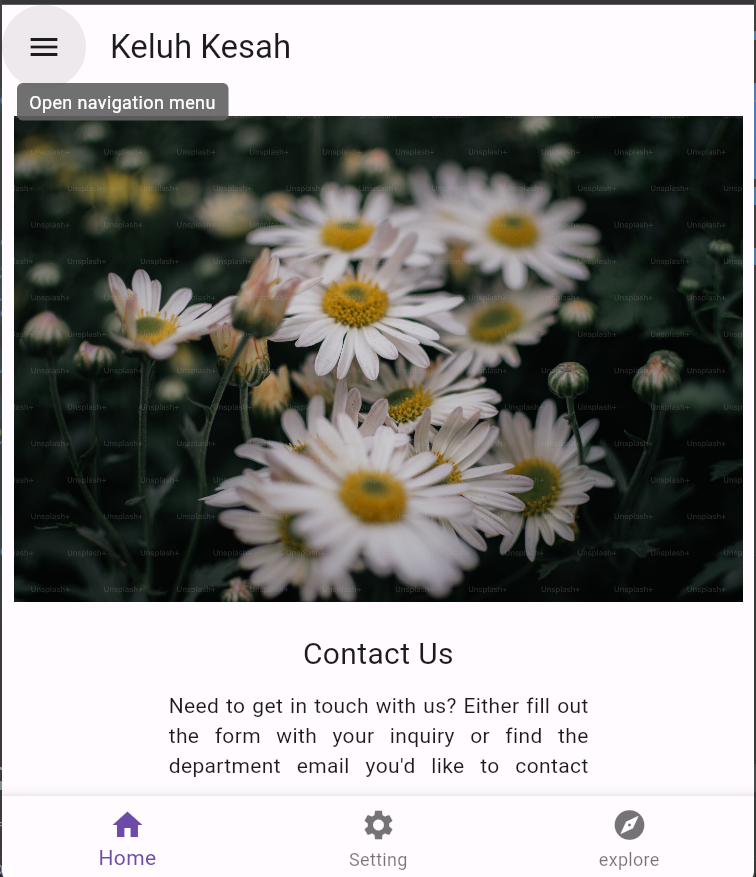 Keluh Kesah
Open navigation menu
Unsplash+
Contact Us
Need to get in touch with us? Either fill out
the form with your inquiry or find the
department email you'd like to contact
Home
Setting
explore